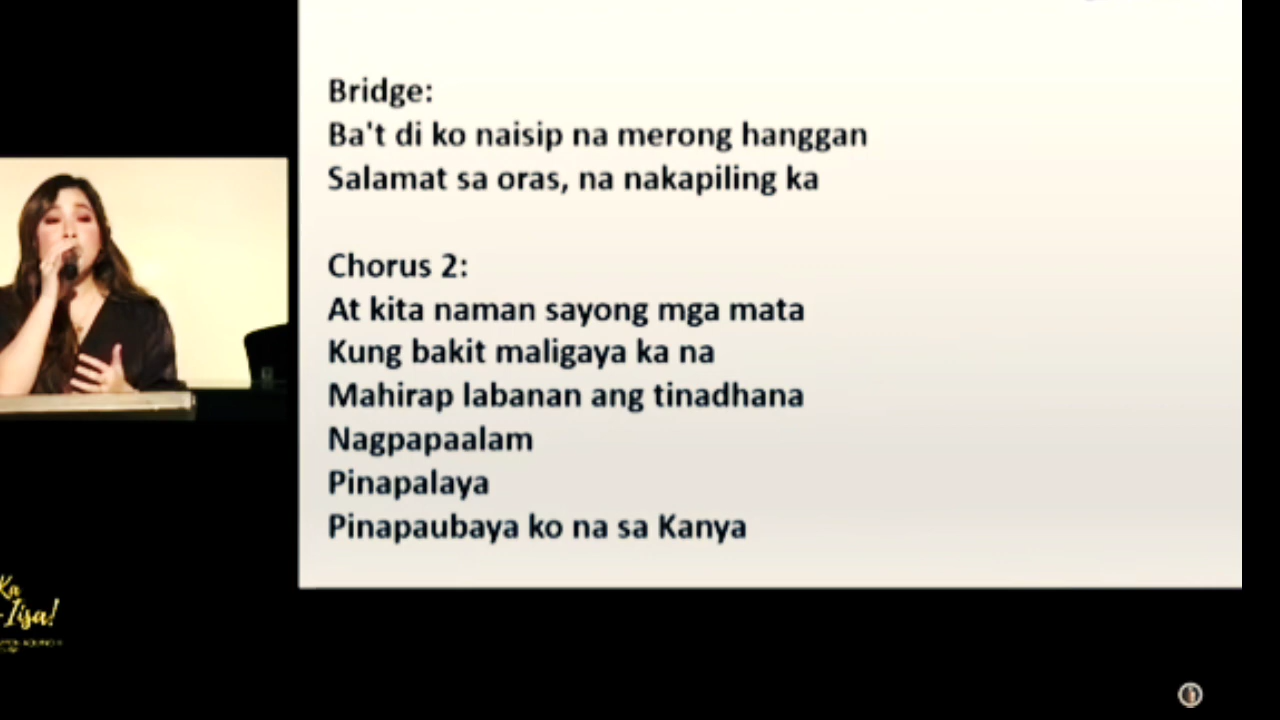 Bridge:
Ba't di ko naisip na merong hanggan
Salamat sa oras, na nakapiling ka
Chorus 2:
At kita naman sayong mga mata
Kung bakit maligaya ka na
Mahirap labanan ang tinadhana
Nagpapaalam
Pinapalaya
Pinapaubaya ko na sa Kanya
Ka
-Iisa!